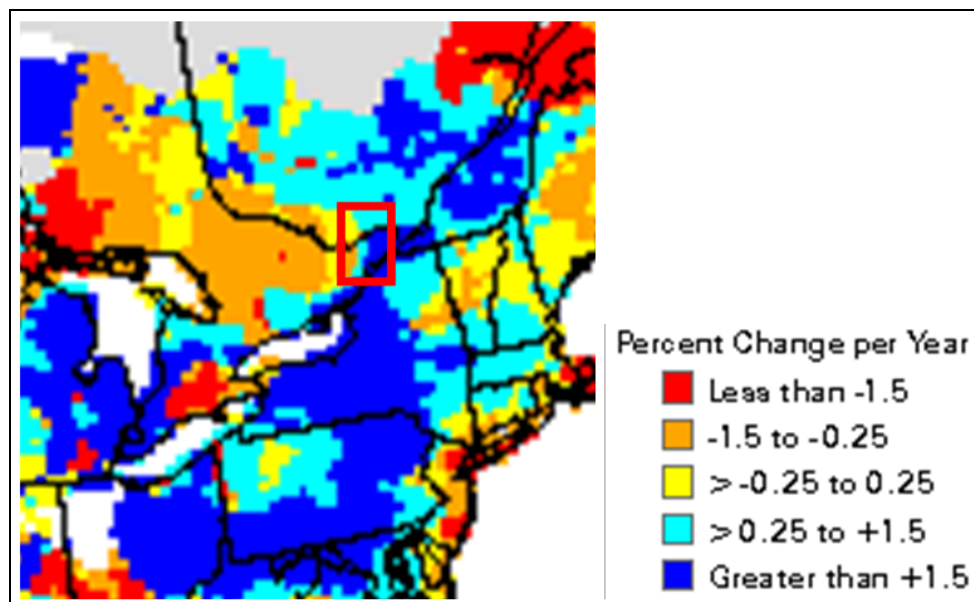 Percent Change per Year
Less than -1.5
-1.5 to -0.25
> -0.25 to 0.25
> 0.25 to +1.5
Greater than +1.5